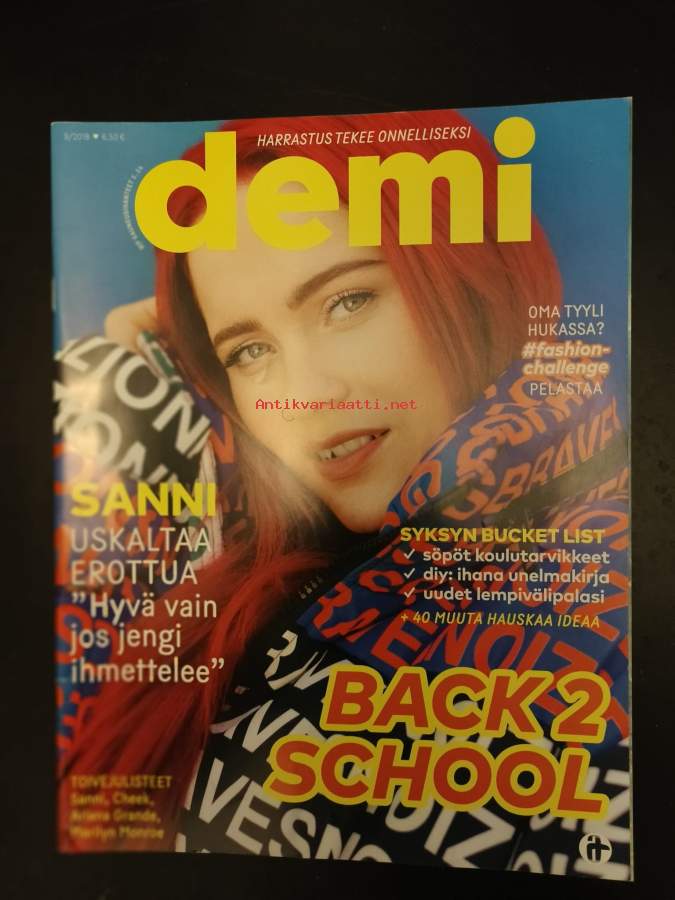 8/2018 ♥ 6,50 €
HARRASTUS TEKEE ONNELLISEKSI
demi
OMA TYYLI
HUKASSA?
#fashion-
challenge
PELASTAA
Antikvariaatti.net
SANNI
USKALTAA
EROTTUA
"Hyvä vain
jos jengi
ihmettelee"
SYKSYN BUCKET LIST
✓ söpöt koulutarvikkeet
✓ diy: ihana unelmakirja
✓ uudet lempivälipalasi
+ 40 MUUTA HAUSKAA IDEAA
BACK 2
SCHOOL
TOIVEJULISTEET
Sanni, Cheek,
Ariana Grande,
Marilyn Monroe
BRAVE